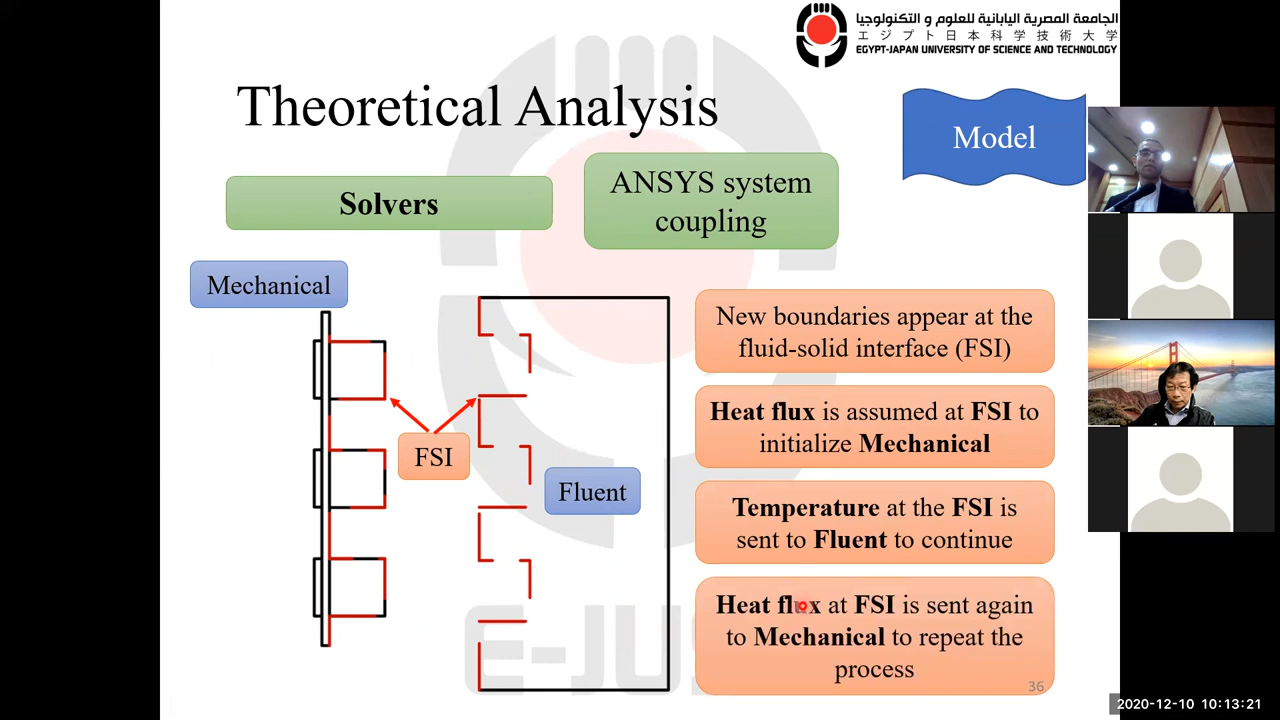 الجامعة المصرية اليابانية للعلوم و التكنولوجيا
エジプト日本科学技術大学
EGYPT-JAPAN UNIVERSITY OF SCIENCE AND TECHNOLOGY
Theoretical Analysis
Model
Solvers
ANSYS system
coupling
Mechanical
FSI
Fluent
New boundaries appear at the
fluid-solid interface (FSI)
Heat flux is assumed at FSI to
initialize Mechanical
Temperature at the FSI is
sent to Fluent to continue
Heat flux at FSI is sent again
to Mechanical to repeat the
process
E-JUS
36
2020-12-10 10:13:21